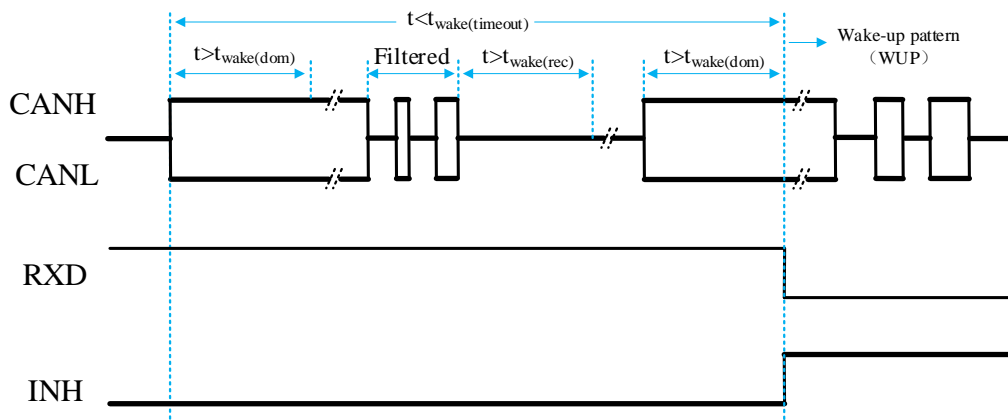 t<twake(timeout)
Wake-up pattern
（WUP）
t>twake(dom)
Filtered
t>twake(rec)
t>twake(dom)
CANH
CANL
RXD
INH